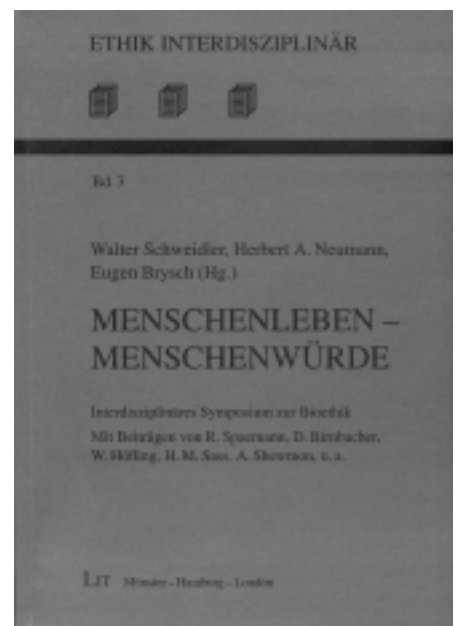 ETHIK INTERDISZIPLINÄR
Bd. 3
Walter Schweidler, Herbert A. Neumann,
Eugen Brysch (Hg.)
MENSCHENLEBEN –
MENSCHENWÜRDE
Interdisziplinäres Symposium zur Bioethik
Mit Beiträgen von R. Spaemann, D. Birnbacher,
W. Höfling, H. M. Sass, A. Shewmon, u. a.
LIT Münster – Hamburg – London